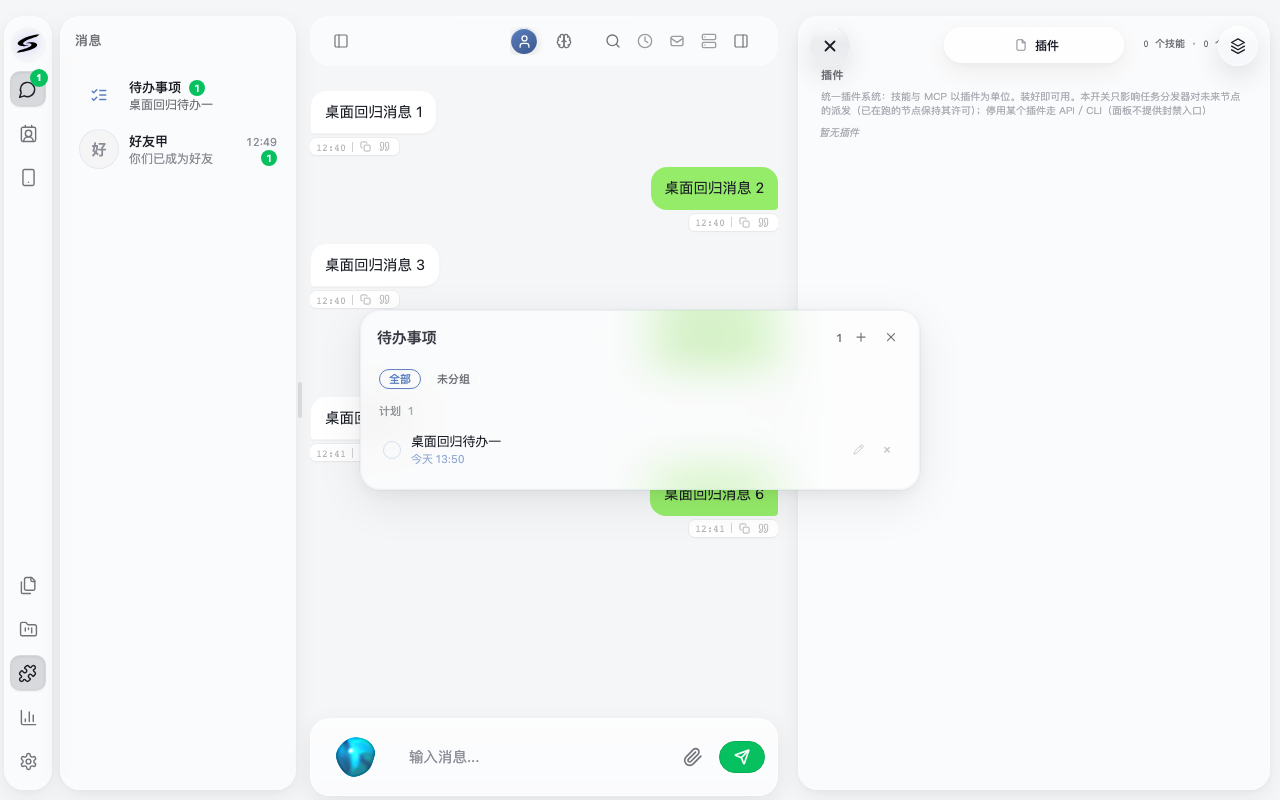 1
消息
待办事项 1
桌面回归待办一
好
好友甲
12:49
你们已成为好友
1
桌面回归消息 1
12:40
桌面回归消息 2
12:40
桌面回归消息 3
12:40
桌面
12:41
桌面回归消息 6
12:41
待办事项
1
全部
未分组
计划 1
桌面回归待办一
今天 13:50
输入消息...
插件
0 个技能 · 0
插件
统一插件系统：技能与 MCP 以插件为单位。装好即可用。本开关只影响任务分发器对未来节点
的派发（已在跑的节点保持其许可）；停用某个插件走 API / CLI（面板不提供封禁入口）
暂无插件